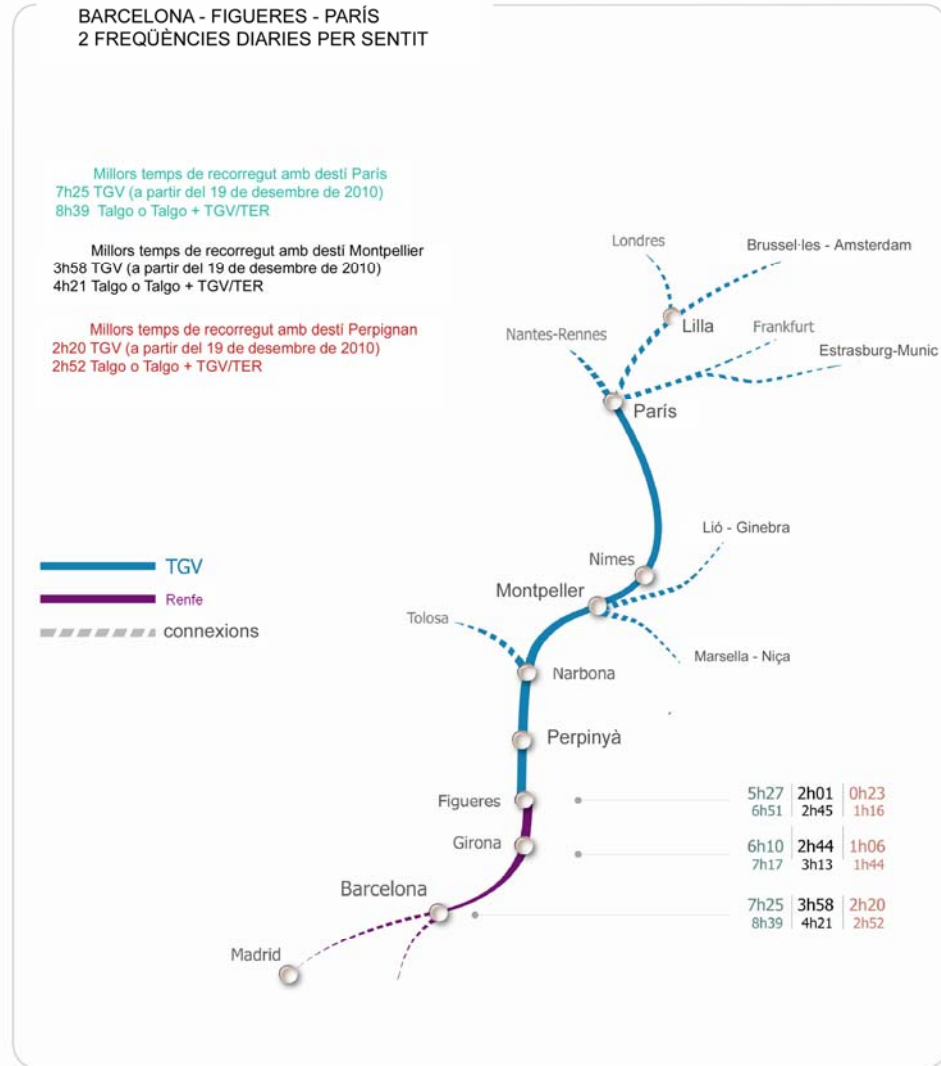 BARCELONA - FIGUERES - PARÍS
2 FREQÜÈNCIES DIARIES PER SENTIT
Millors temps de recorregut amb destí París
7h25 TGV (a partir del 19 de desembre de 2010)
8h39 Talgo o Talgo + TGV/TER
Millors temps de recorregut amb destí Montpellier
3h58 TGV (a partir del 19 de desembre de 2010)
4h21 Talgo o Talgo + TGV/TER
Millors temps de recorregut amb destí Perpignan
2h20 TGV (a partir del 19 de desembre de 2010)
2h52 Talgo o Talgo + TGV/TER
Londres
Brussel·les - Amsterdam
Lilla
Nantes-Rennes
Frankfurt
Estrasburg-Munic
París
Lió - Ginebra
Nimes
Montpeller
TGV
Renfe
connexions
Tolosa
Marsella - Niça
Narbona
Perpinyà
Figueres
5h27 2h01 0h23
6h51 2h45 1h16
Girona
6h10 2h44 1h06
7h17 3h13 1h44
Barcelona
7h25 3h58 2h20
8h39 4h21 2h52
Madrid